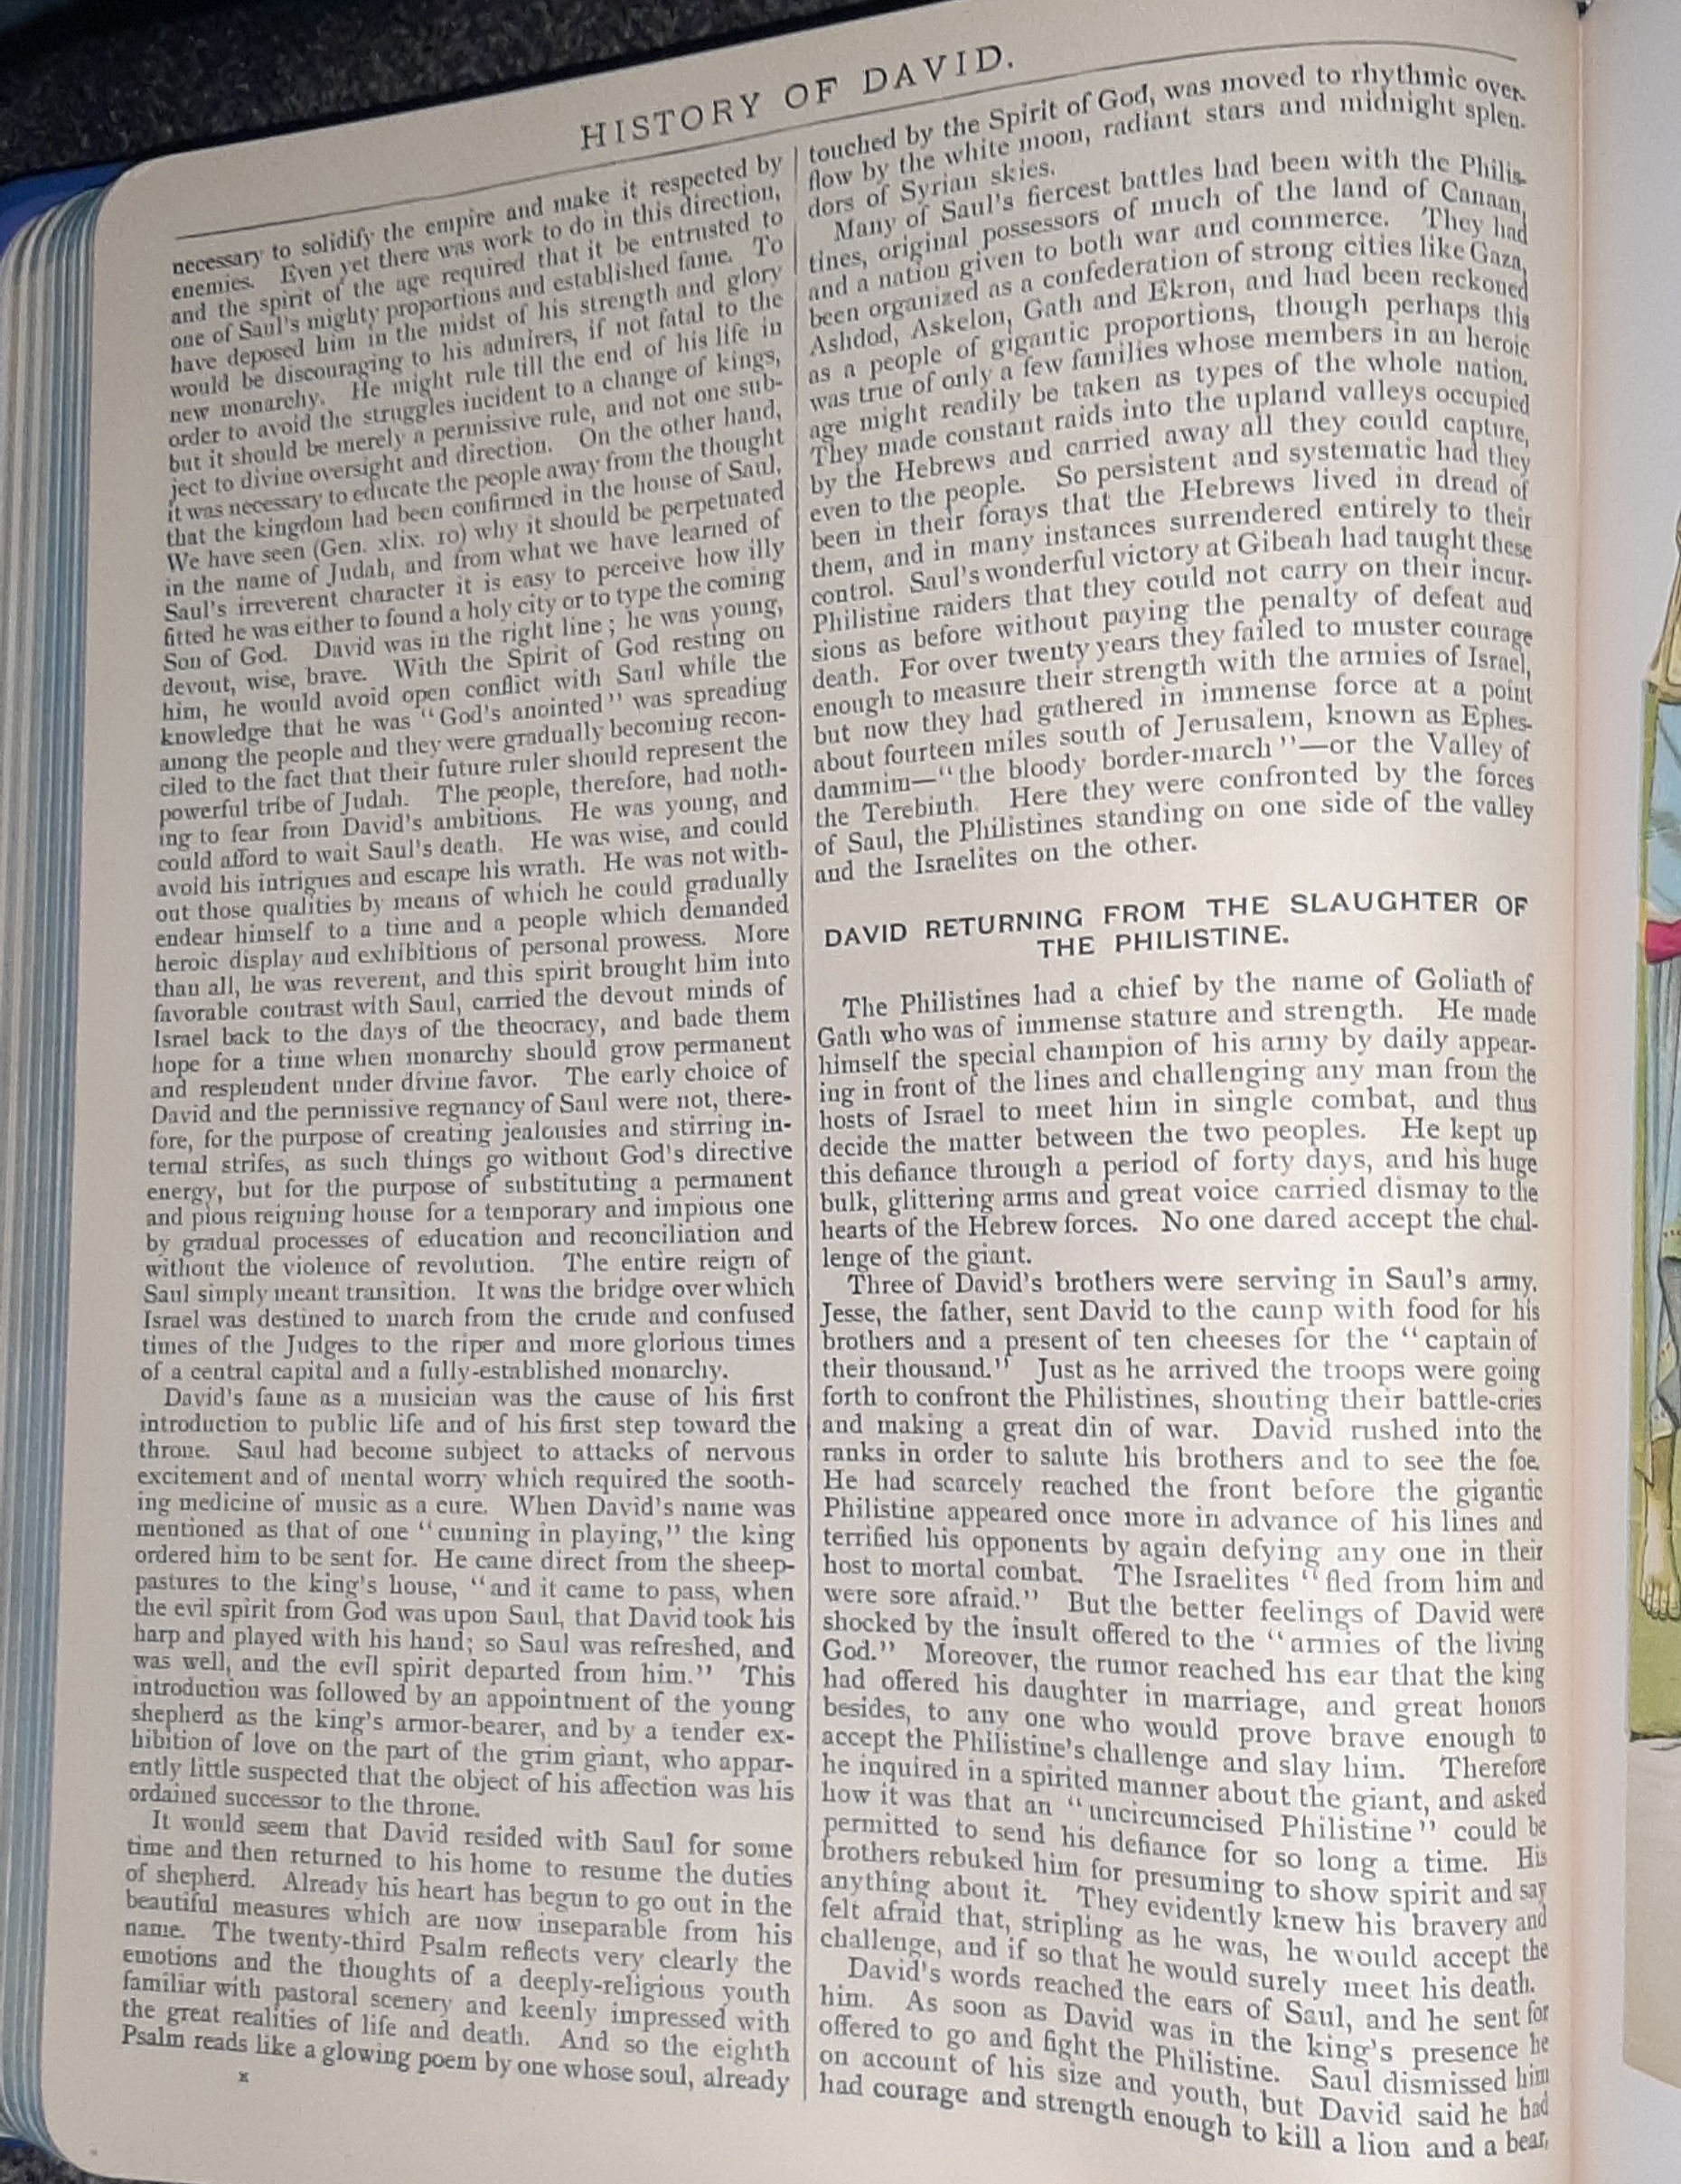 HISTORY OF DAVID.
necessary to solidify the empire and make it respected by
enemies. Even yet there was work to do in this direction,
and the spirit of the age required that it be entrusted to
one of Saul's mighty proportions and established fame. To
have deposed him in the midst of his strength and glory
would be discouraging to his admirers, if not fatal to the
new monarchy. He might rule till the end of his life in
order to avoid the struggles incident to a change of kings,
but it should be merely a permissive rule, and not one sub-
ject to divine oversight and direction. On the other hand,
it was necessary to educate the people away from the thought
that the kingdom had been confirmed in the house of Saul.
We have seen (Gen. xlix. 10) why it should be perpetuated
in the name of Judah, and from what we have learned of
Saul's irreverent character it is easy to perceive how illy
fitted he was either to found a holy city or to type the coming
Son of God. David was in the right line; he was young,
devout, wise, brave. With the Spirit of God resting on
him, he would avoid open conflict with Saul while the
knowledge that he was "God's anointed" was spreading
among the people and they were gradually becoming recon-
ciled to the fact that their future ruler should represent the
powerful tribe of Judah. The people, therefore, had noth-
ing to fear from David's ambitions. He was young, and
could afford to wait Saul's death. He was wise, and could
avoid his intrigues and escape his wrath. He was not with-
out those qualities by means of which he could gradually
endear himself to a time and a people which demanded
heroic display and exhibitions of personal prowess. More
than all, he was reverent, and this spirit brought him into
favorable contrast with Saul, carried the devout minds of
Israel back to the days of the theocracy, and bade them
hope for a time when monarchy should grow permanent
and resplendent under divine favor. The early choice of
David and the permissive regnancy of Saul were not, there-
fore, for the purpose of creating jealousies and stirring in-
ternal strifes, as such things go without God's directive
energy, but for the purpose of substituting a permanent
and pious reigning house for a temporary and impious one
by gradual processes of education and reconciliation and
without the violence of revolution. The entire reign of
Saul simply meant transition. It was the bridge over which
Israel was destined to march from the crude and confused
times of the Judges to the riper and more glorious times
of a central capital and a fully-established monarchy.
David's fame as a musician was the cause of his first
introduction to public life and of his first step toward the
throne. Saul had become subject to attacks of nervous
excitement and of mental worry which required the sooth-
ing medicine of music as a cure. When David's name was
mentioned as that of one "cunning in playing," the king
ordered him to be sent for. He came direct from the sheep-
pastures to the king's house, "and it came to pass, when
the evil spirit from God was upon Saul, that David took his
harp and played with his hand; so Saul was refreshed, and
was well, and the evil spirit departed from him." This
introduction was followed by an appointment of the young
shepherd as the king's armor-bearer, and by a tender ex-
hibition of love on the part of the grim giant, who appar-
ently little suspected that the object of his affection was his
ordained successor to the throne.
It would seem that David resided with Saul for some
time and then returned to his home to resume the duties
of shepherd. Already his heart has begun to go out in the
beautiful measures which are now inseparable from his
name. The twenty-third Psalm reflects very clearly the
emotions and the thoughts of a deeply-religious youth
familiar with pastoral scenery and keenly impressed with
the great realities of life and death. And so the eighth
Psalm reads like a glowing poem by one whose soul, already
x
touched by the Spirit of God, was moved to rhythmic over-
flow by the white moon, radiant stars and midnight splen-
dors of Syrian skies.
Many of Saul's fiercest battles had been with the Philis-
tines, original possessors of much of the land of Canaan,
and a nation given to both war and commerce. They had
been organized as a confederation of strong cities like Gaza,
Ashdod, Askelon, Gath and Ekron, and had been reckoned
as a people of gigantic proportions, though perhaps this
was true of only a few families whose members in an heroic
age might readily be taken as types of the whole nation.
They made constant raids into the upland valleys occupied
by the Hebrews and carried away all they could capture,
even to the people. So persistent and systematic had they
been in their forays that the Hebrews lived in dread of
them, and in many instances surrendered entirely to their
control. Saul's wonderful victory at Gibeah had taught these
Philistine raiders that they could not carry on their incur-
sions as before without paying the penalty of defeat and
death. For over twenty years they failed to muster courage
enough to measure their strength with the armies of Israel,
but now they had gathered in immense force at a point
about fourteen miles south of Jerusalem, known as Ephes-
dammim—"the bloody border-march"—or the Valley of
the Terebinth. Here they were confronted by the forces
of Saul, the Philistines standing on one side of the valley
and the Israelites on the other.
DAVID RETURNING FROM THE SLAUGHTER OF
THE PHILISTINE.
The Philistines had a chief by the name of Goliath of
Gath who was of immense stature and strength. He made
himself the special champion of his army by daily appear-
ing in front of the lines and challenging any man from the
hosts of Israel to meet him in single combat, and thus
decide the matter between the two peoples. He kept up
this defiance through a period of forty days, and his huge
bulk, glittering arms and great voice carried dismay to the
hearts of the Hebrew forces. No one dared accept the chal-
lenge of the giant.
Three of David's brothers were serving in Saul's army.
Jesse, the father, sent David to the camp with food for his
brothers and a present of ten cheeses for the "captain of
their thousand." Just as he arrived the troops were going
forth to confront the Philistines, shouting their battle-cries
and making a great din of war. David rushed into the
ranks in order to salute his brothers and to see the foe.
He had scarcely reached the front before the gigantic
Philistine appeared once more in advance of his lines and
terrified his opponents by again defying any one in their
host to mortal combat. The Israelites "fled from him and
were sore afraid." But the better feelings of David were
shocked by the insult offered to the "armies of the living
God." Moreover, the rumor reached his ear that the king
had offered his daughter in marriage, and great honors
besides, to any one who would prove brave enough to
accept the Philistine's challenge and slay him. Therefore
he inquired in a spirited manner about the giant, and asked
how it was that an "uncircumcised Philistine" could be
permitted to send his defiance for so long a time. His
brothers rebuked him for presuming to show spirit and say
anything about it. They evidently knew his bravery and
felt afraid that, stripling as he was, he would accept the
challenge, and if so that he would surely meet his death.
David's words reached the ears of Saul, and he sent for
him. As soon as David was in the king's presence he
offered to go and fight the Philistine. Saul dismissed him
on account of his size and youth, but David said he had
had courage and strength enough to kill a lion and a bear,